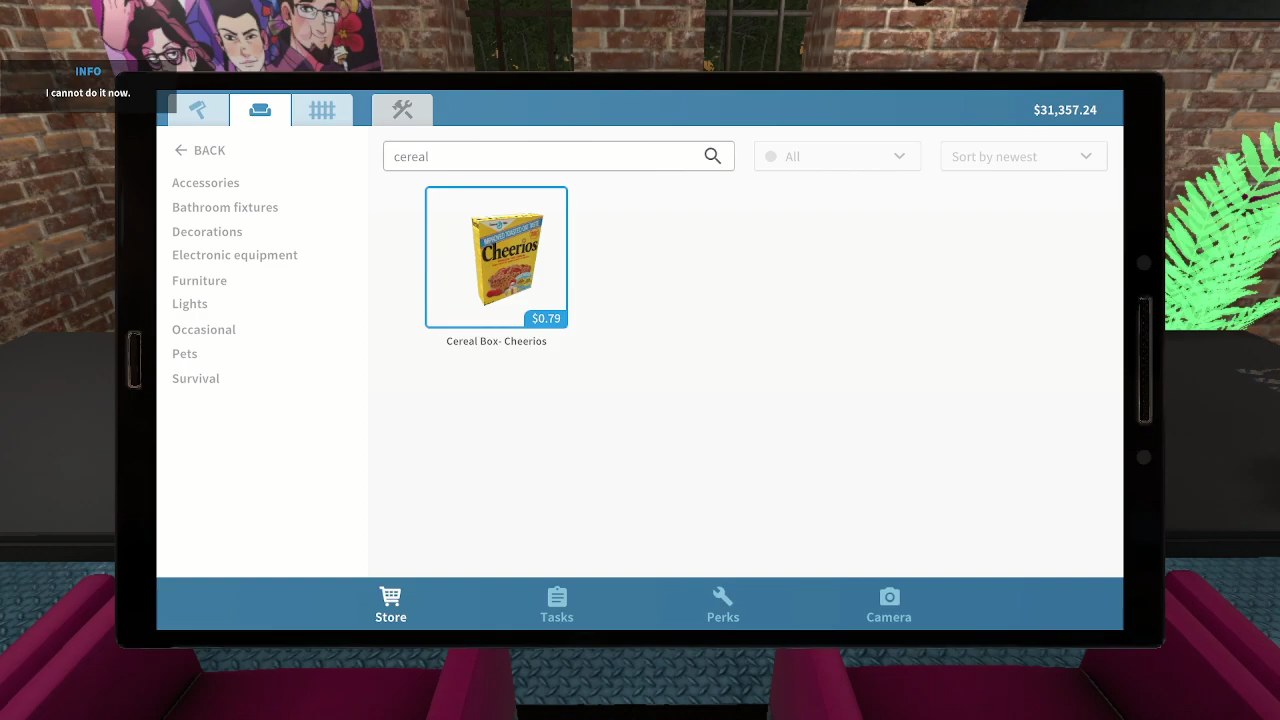 INFO
I cannot do it now.
$31,357.24
BACK
cereal
All
Sort by newest
Accessories
Bathroom fixtures
Decorations
Electronic equipment
Furniture
Lights
Occasional
Pets
Survival
Cheerios
$0.79
Cereal Box- Cheerios
Store
Tasks
Perks
Camera